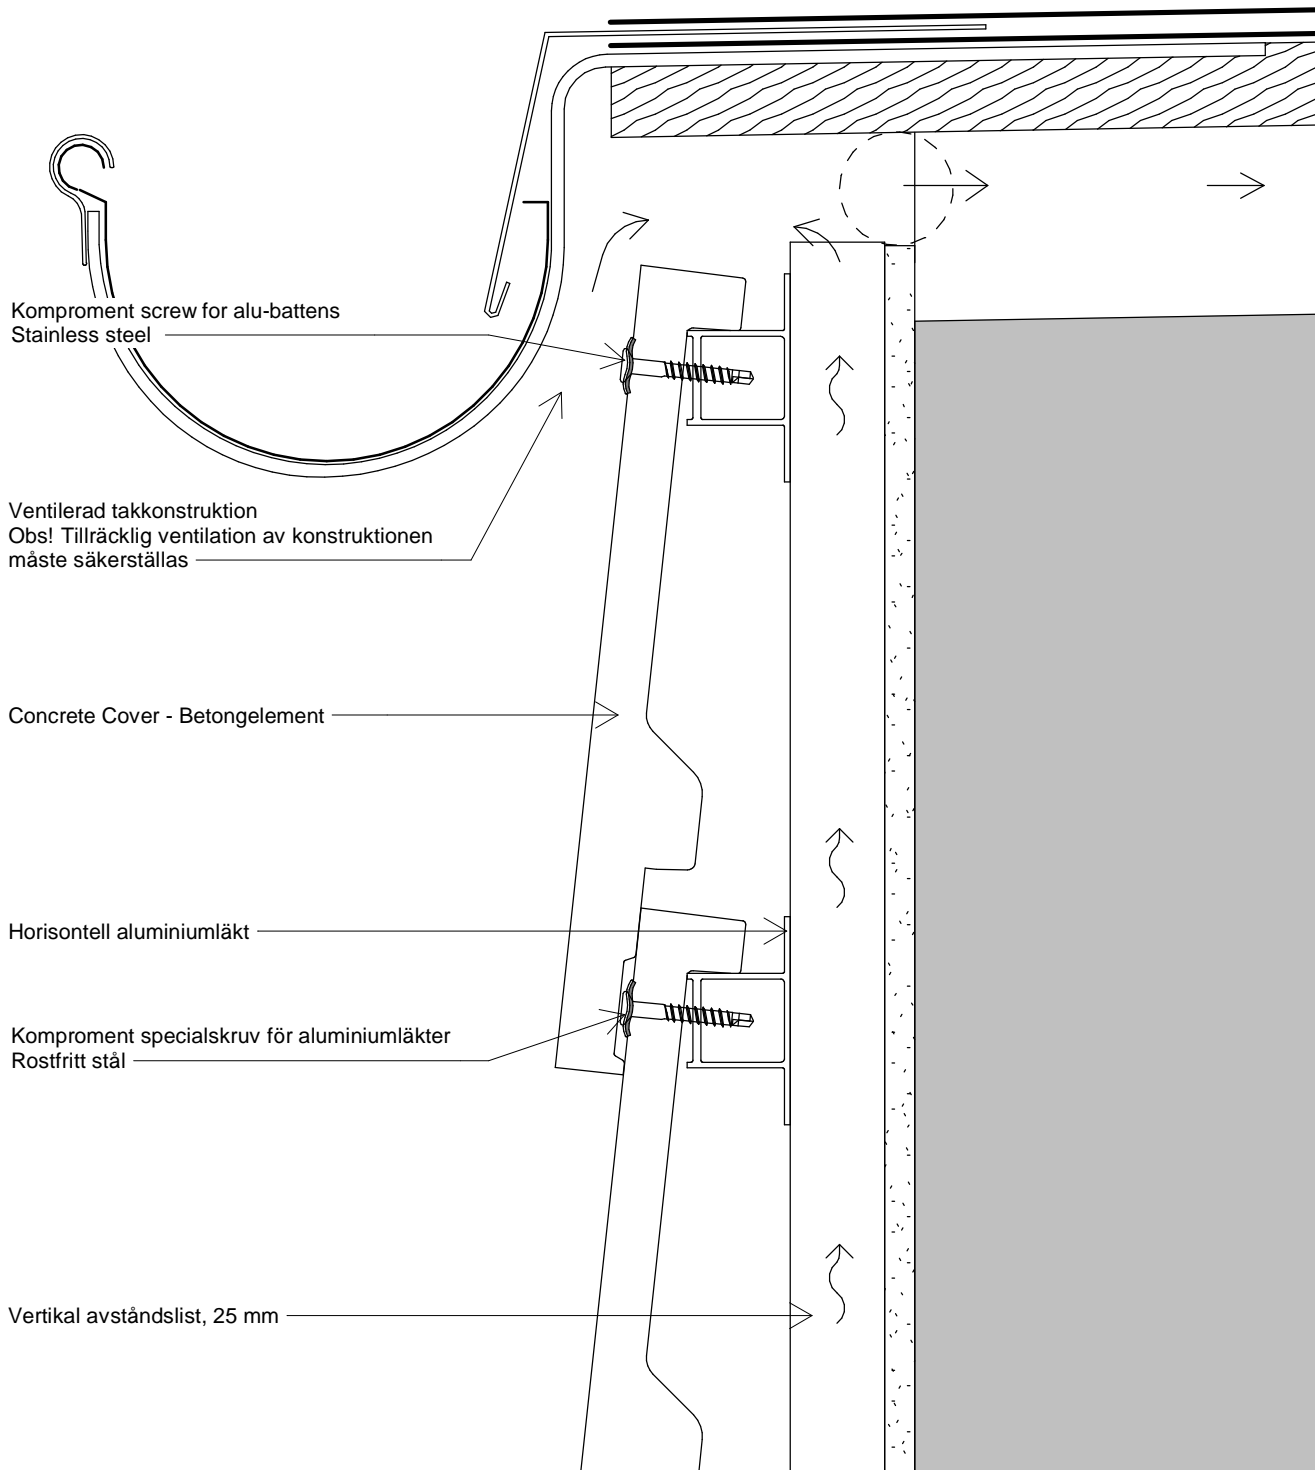 Komproment screw for alu-battens
Stainless steel
Ventilerad takkonstruktion
Obs! Tillräcklig ventilation av konstruktionen
måste säkerställas
Concrete Cover - Betongelement
Horisontell aluminiumläkt
Komproment specialskruv för aluminiumläkter
Rostfritt stål
Vertikal avståndslist, 25 mm